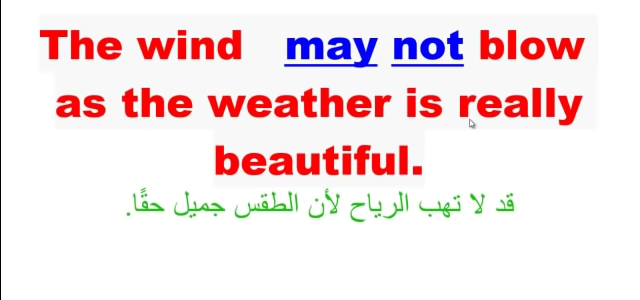 The wind may not blow
as the weather is really
beautiful.
قد لا تهب الرياح لأن الطقس جميل حقًا.